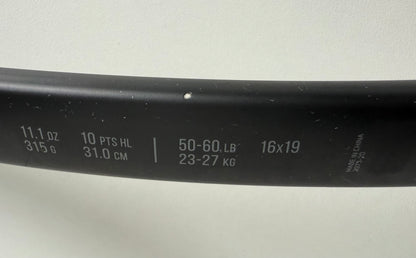 11.1 OZ
315 G
10 PTS HL
31.0 CM
50-60 LB
23-27 KG
16x19
MADE IN CHINA